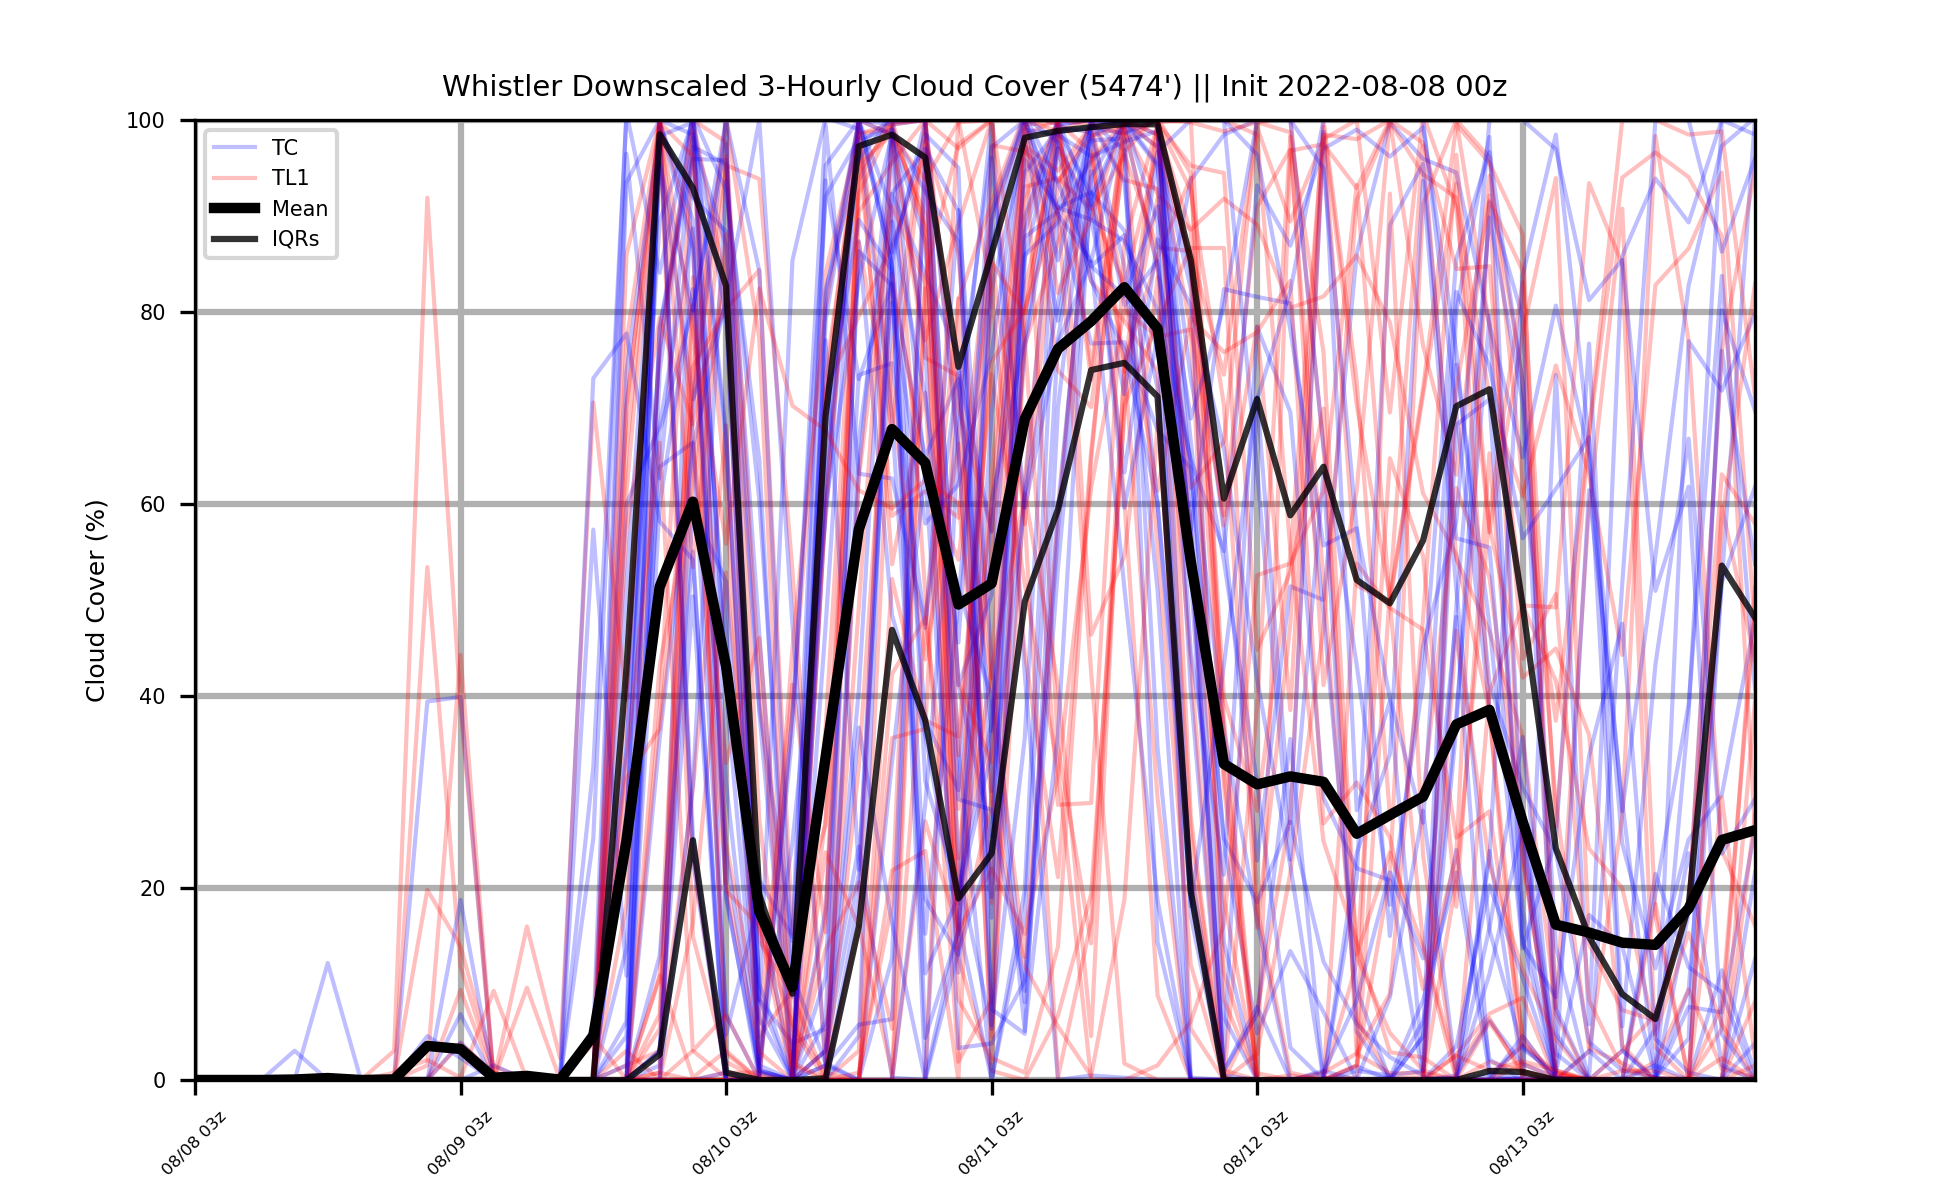 Whistler Downscaled 3-Hourly Cloud Cover (5474') || Init 2022-08-08 00z
TC
TL1
Mean
IQRs
Cloud Cover (%)
100
80
60
40
20
0
08/08 03z
08/09 03z
08/10 03z
08/11 03z
08/12 03z
08/13 03z